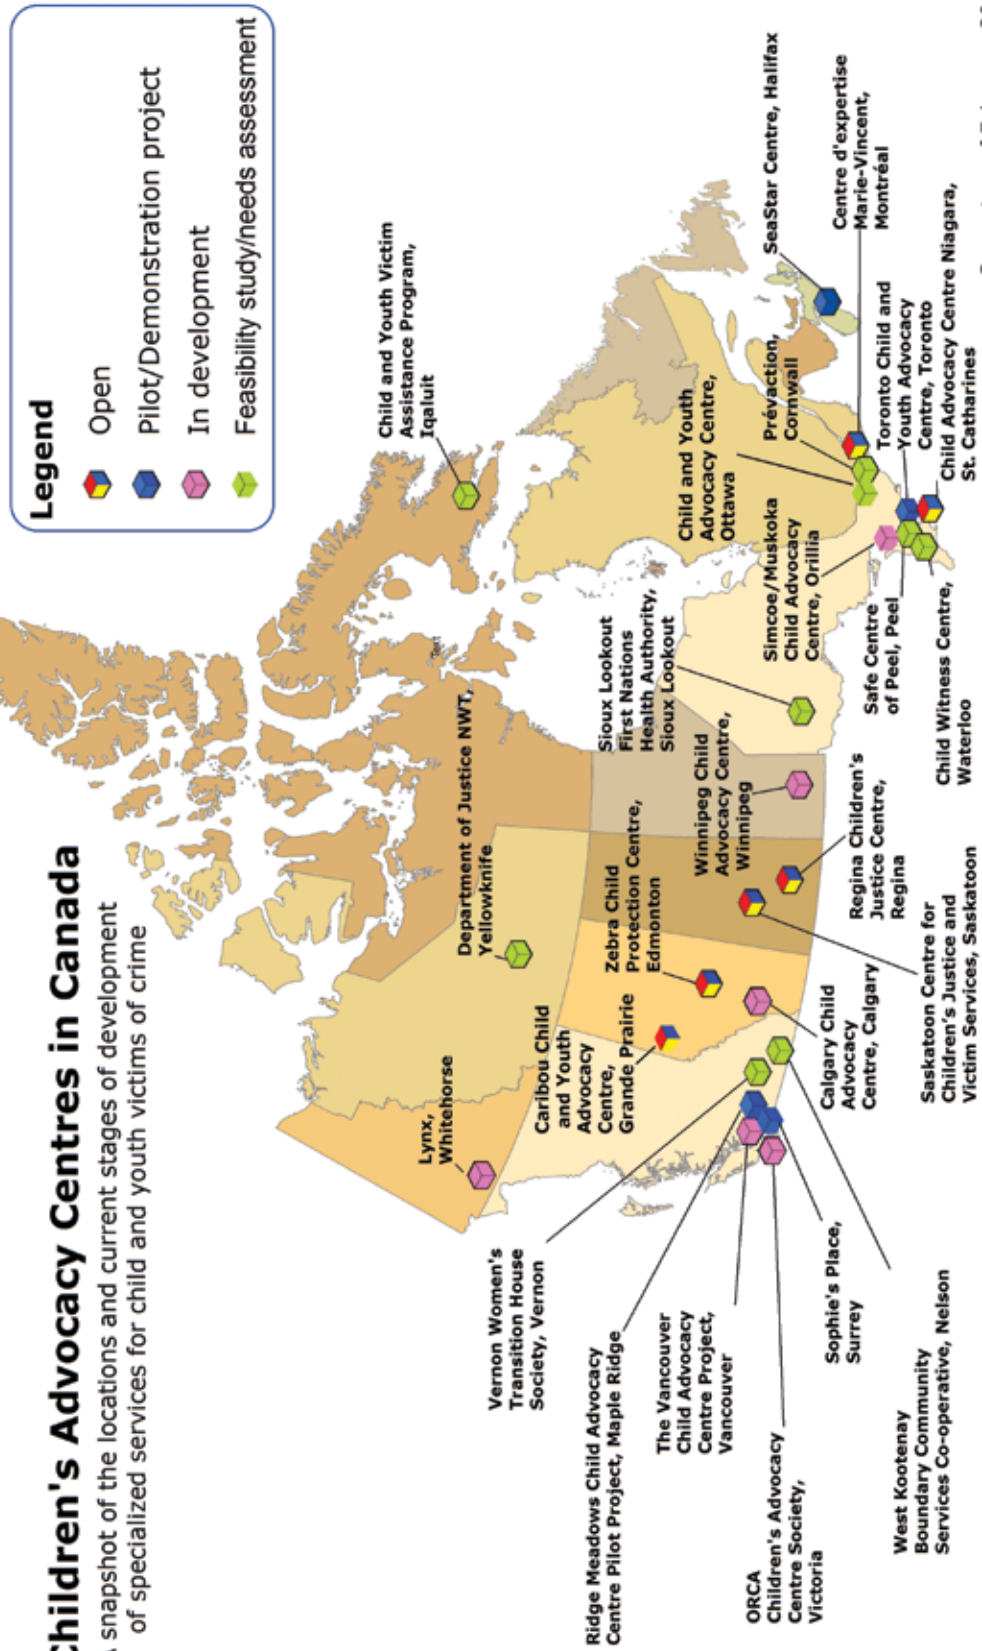 Children's Advocacy Centres in Canada
A snapshot of the locations and current stages of development
of specialized services for child and youth victims of crime
Legend
Open
Pilot/Demonstration project
In development
Feasibility study/needs assessment
Child and Youth Victim
Assistance Program,
Iqaluit
Department of Justice NWT,
Yellowknife
Lynx,
Whitehorse
Caribou Child
and Youth
Advocacy
Centre,
Grande Prairie
Zebra Child
Protection Centre,
Edmonton
Sioux Lookout
First Nations
Health Authority,
Sioux Lookout
Winnipeg Child
Advocacy Centre,
Winnipeg
Child and Youth
Advocacy Centre,
Ottawa
Prévaction,
Cornwall
Simcoe/Muskoka
Child Advocacy
Centre, Orillia
SeaStar Centre, Halifax
Centre d'expertise
Marie-Vincent,
Montréal
Toronto Child and
Youth Advocacy
Centre, Toronto
Child Advocacy Centre Niagara,
St. Catharines
Safe Centre
of Peel, Peel
Child Witness Centre,
Waterloo
Regina Children's
Justice Centre,
Regina
Saskatoon Centre for
Children's Justice and
Victim Services, Saskatoon
Calgary Child
Advocacy
Centre, Calgary
Vernon Women's
Transition House
Society, Vernon
Ridge Meadows Child Advocacy
Centre Pilot Project, Maple Ridge
The Vancouver
Child Advocacy
Centre Project,
Vancouver
ORCA
Children's Advocacy
Centre Society,
Victoria
Sophie's Place,
Surrey
West Kootenay
Boundary Community
Services Co-operative, Nelson
Text